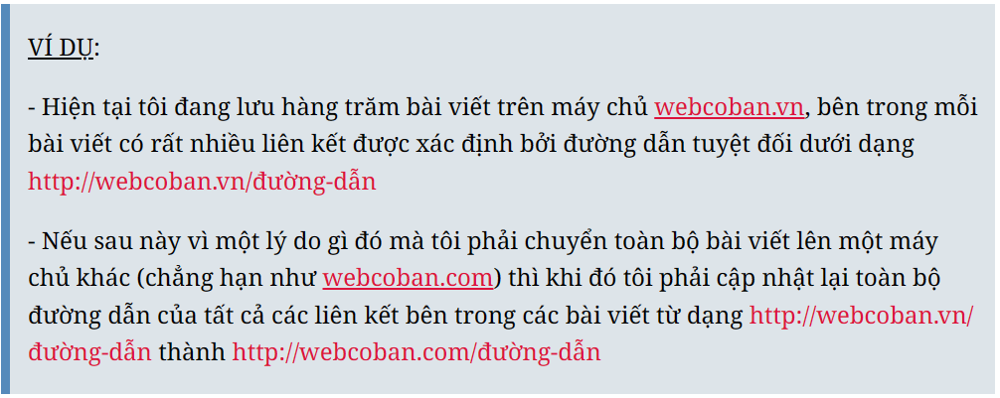 VÍ DỤ:
- Hiện tại tôi đang lưu hàng trăm bài viết trên máy chủ webcoban.vn, bên trong mỗi
bài viết có rất nhiều liên kết được xác định bởi đường dẫn tuyệt đối dưới dạng
http://webcoban.vn/đường-dẫn
- Nếu sau này vì một lý do gì đó mà tôi phải chuyển toàn bộ bài viết lên một máy
chủ khác (chẳng hạn như webcoban.com) thì khi đó tôi phải cập nhật lại toàn bộ
đường dẫn của tất cả các liên kết bên trong các bài viết từ dạng http://webcoban.vn/
đường-dẫn thành http://webcoban.com/đường-dẫn